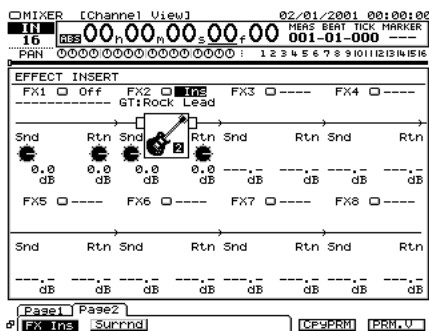 MIXER [Channel View] 02/01/2001 00:00:00
IN 16 ABS 00h00m00s00f00 MEAS BEAT TICK MARKER
001-01-000 ---
PAN 1 2 3 4 5 6 7 8 9 10 11 12 13 14 15 16
EFFECT INSERT
FX1 Off FX2 Ins FX3 ---- FX4 ----
-------------- GT:Rock Lead
2
Snd Rtn Snd Rtn Snd Rtn Snd Rtn
0.0 0.0 0.0 0.0 ---.- ---.- ---.- ---.-
dB dB dB dB dB dB dB dB
FX5 ---- FX6 ---- FX7 ---- FX8 ----
Snd Rtn Snd Rtn Snd Rtn Snd Rtn
---.- ---.- ---.- ---.- ---.- ---.- ---.- ---.-
dB dB dB dB dB dB dB dB
Page1 Page2
FX Ins Surrnd CpyPRM PRM.V